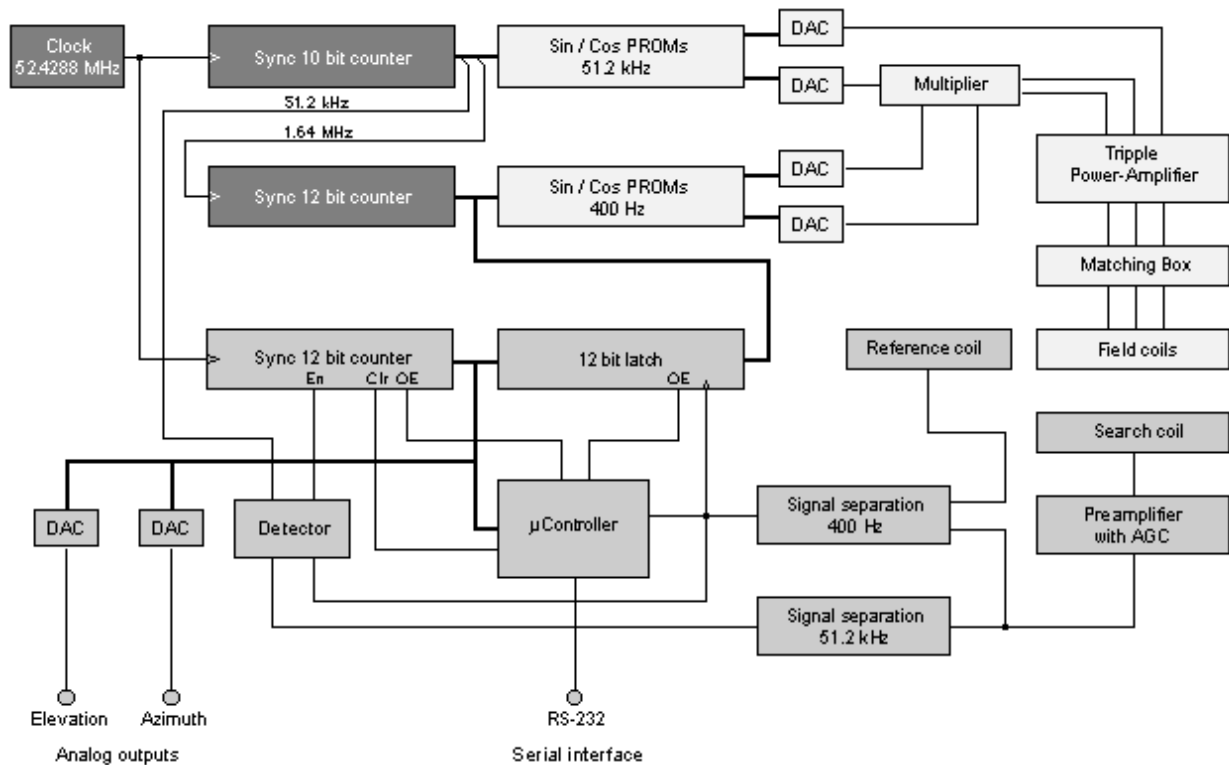 Clock
52.4288 MHz
Sync 10 bit counter
Sin / Cos PROMs
51.2 kHz
DAC
DAC
Multiplier
51.2 kHz
1.64 MHz
Sync 12 bit counter
Sin / Cos PROMs
400 Hz
DAC
DAC
Tripple
Power-Amplifier
Matching Box
Field coils
Sync 12 bit counter
En
Clr
OE
12 bit latch
OE
Reference coil
Search coil
DAC
DAC
Detector
µController
Signal separation
400 Hz
Preamplifier
with AGC
Signal separation
51.2 kHz
Elevation
Azimuth
RS-232
Analog outputs
Serial interface